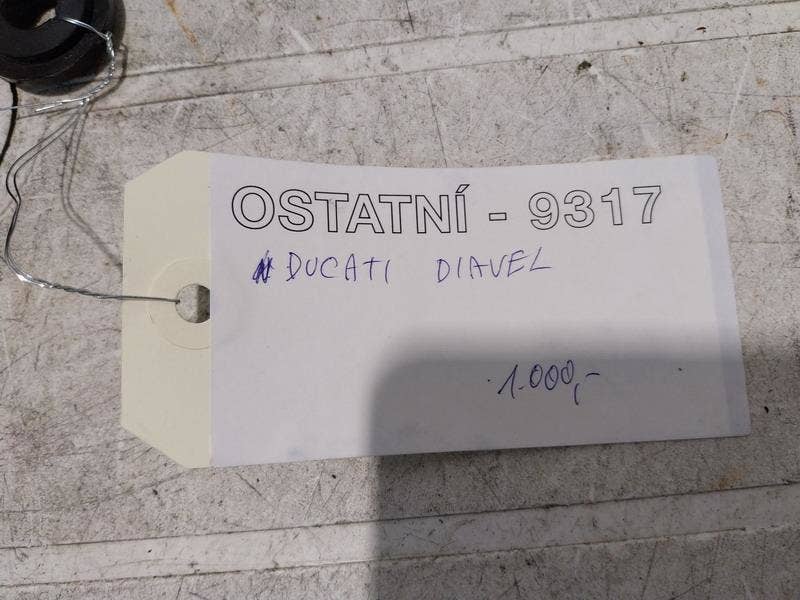 OSTATNÍ - 9317
DUCATI DIAVEL
1.000,-